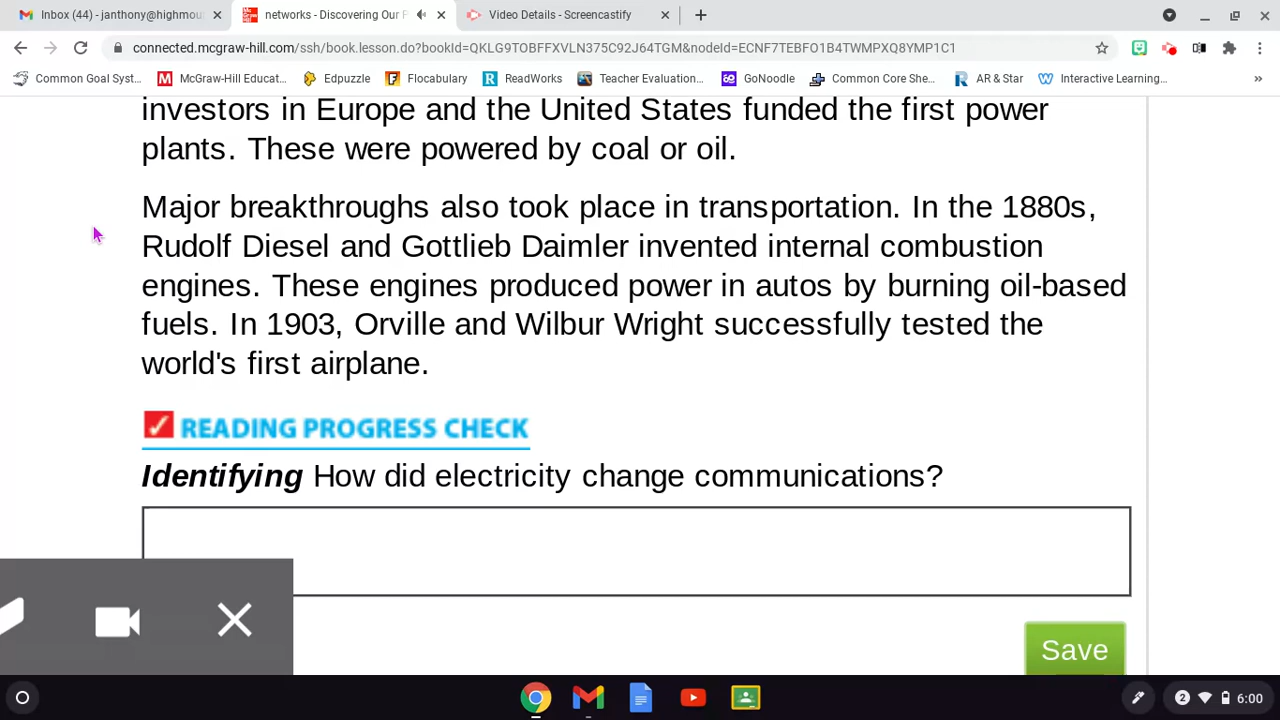 Inbox (44) - janthony@highmou
networks - Discovering Our P
Video Details - Screencastify
connected.mcgraw-hill.com/ssh/book.lesson.do?bookId=QKLG9TOBFFXVLN375C92J64TGM&nodeId=ECNF7TEBFO1B4TWMPXQ8YMP1C1
Common Goal Syst...
McGraw-Hill Educat...
Edpuzzle
Flocabulary
ReadWorks
Teacher Evaluation...
GoNoodle
Common Core She...
AR & Star
Interactive Learning...
investors in Europe and the United States funded the first power
plants. These were powered by coal or oil.
Major breakthroughs also took place in transportation. In the 1880s,
Rudolf Diesel and Gottlieb Daimler invented internal combustion
engines. These engines produced power in autos by burning oil-based
fuels. In 1903, Orville and Wilbur Wright successfully tested the
world's first airplane.
READING PROGRESS CHECK
Identifying How did electricity change communications?
Save
2
6:00